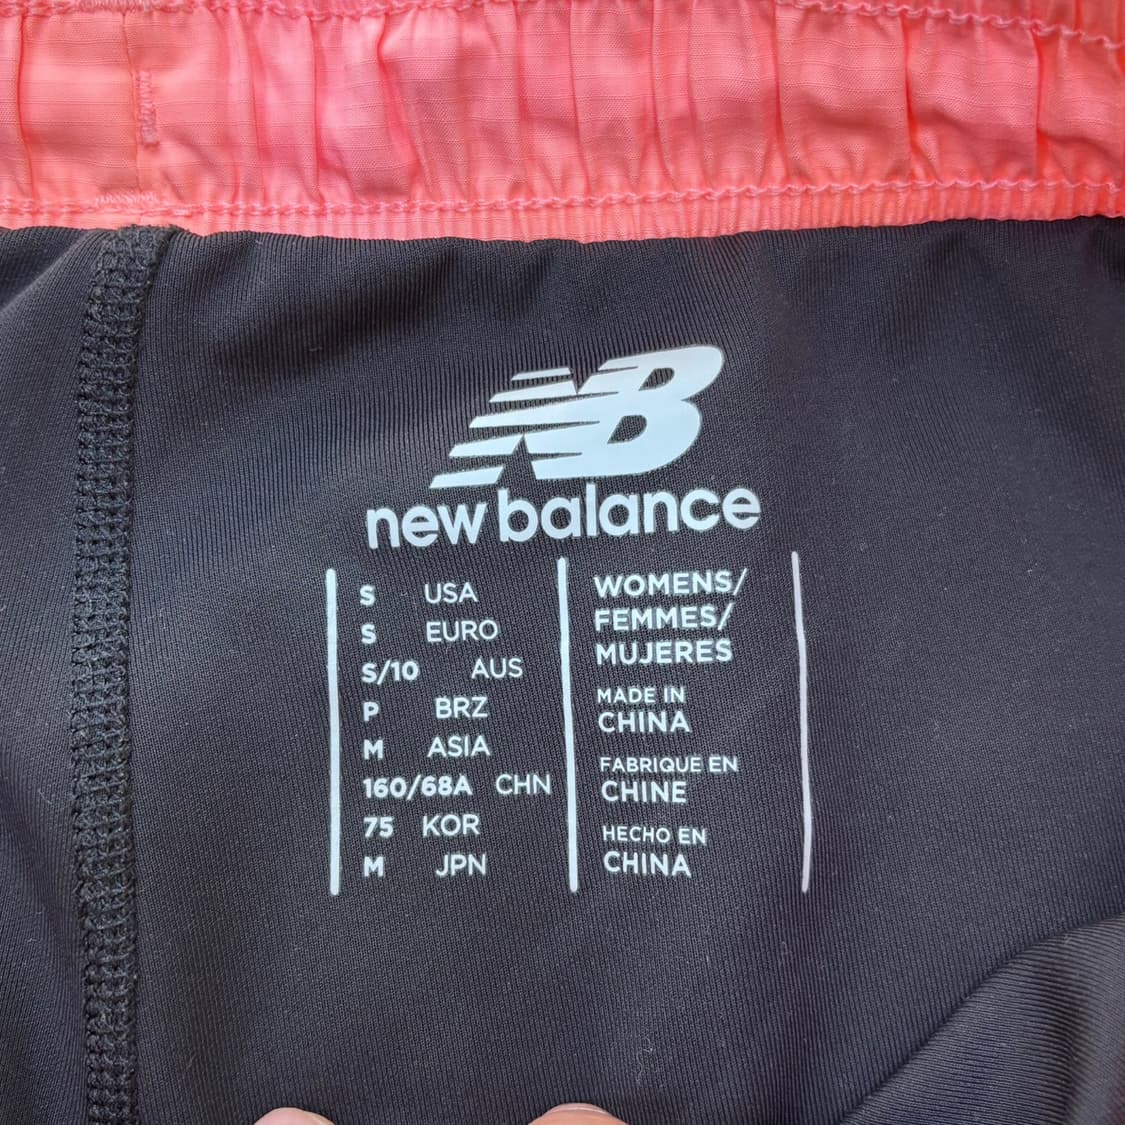 NB
new balance
S USA
S EURO
S/10 AUS
P BRZ
M ASIA
160/68A CHN
75 KOR
M JPN
WOMENS/
FEMMES/
MUJERES
MADE IN
CHINA
FABRIQUE EN
CHINE
HECHO EN
CHINA